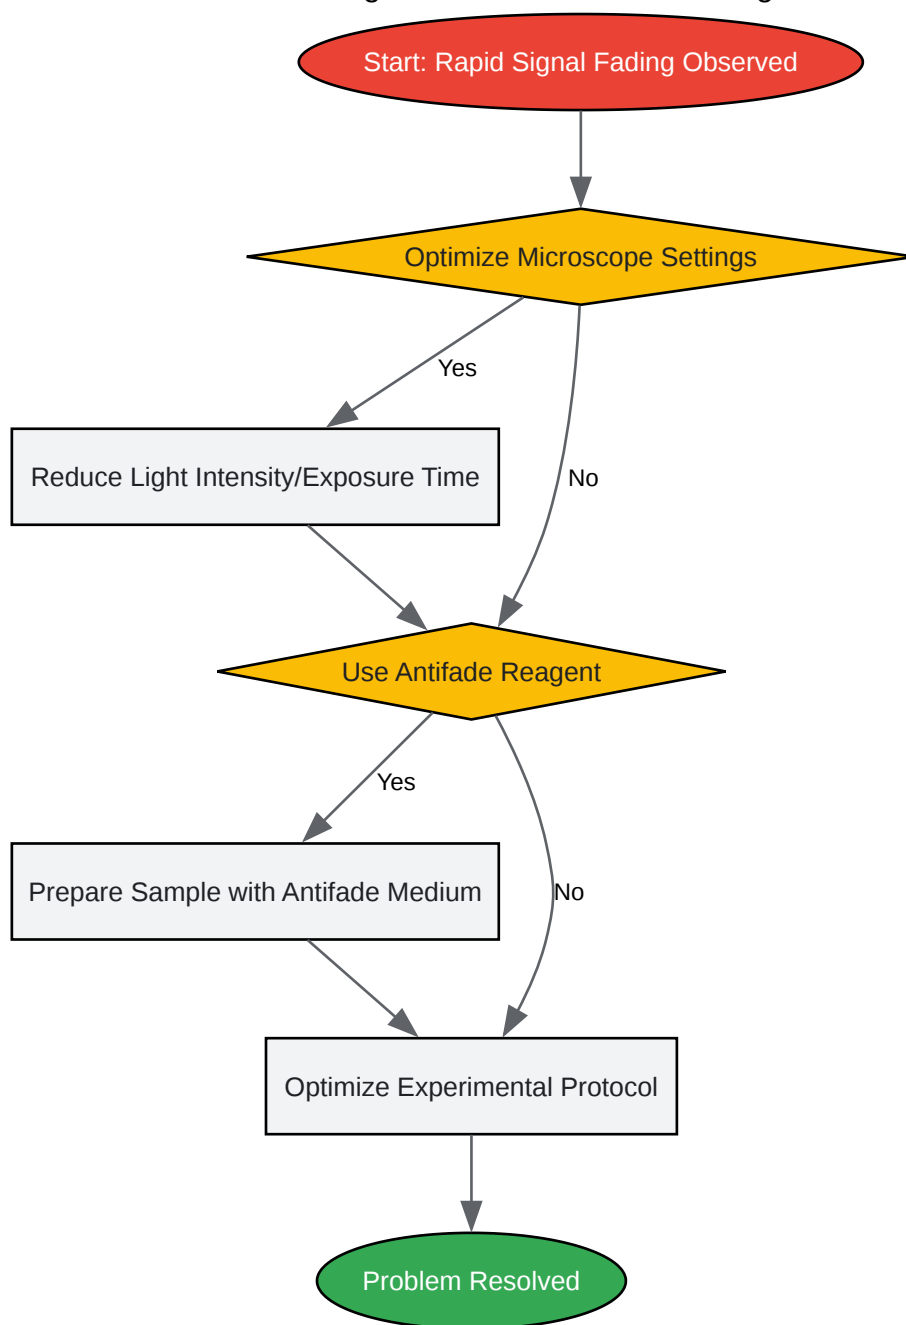 Start: Rapid Signal Fading Observed
Optimize Microscope Settings
Yes
Reduce Light Intensity/Exposure Time
No
Use Antifade Reagent
Yes
Prepare Sample with Antifade Medium
No
Optimize Experimental Protocol
Problem Resolved